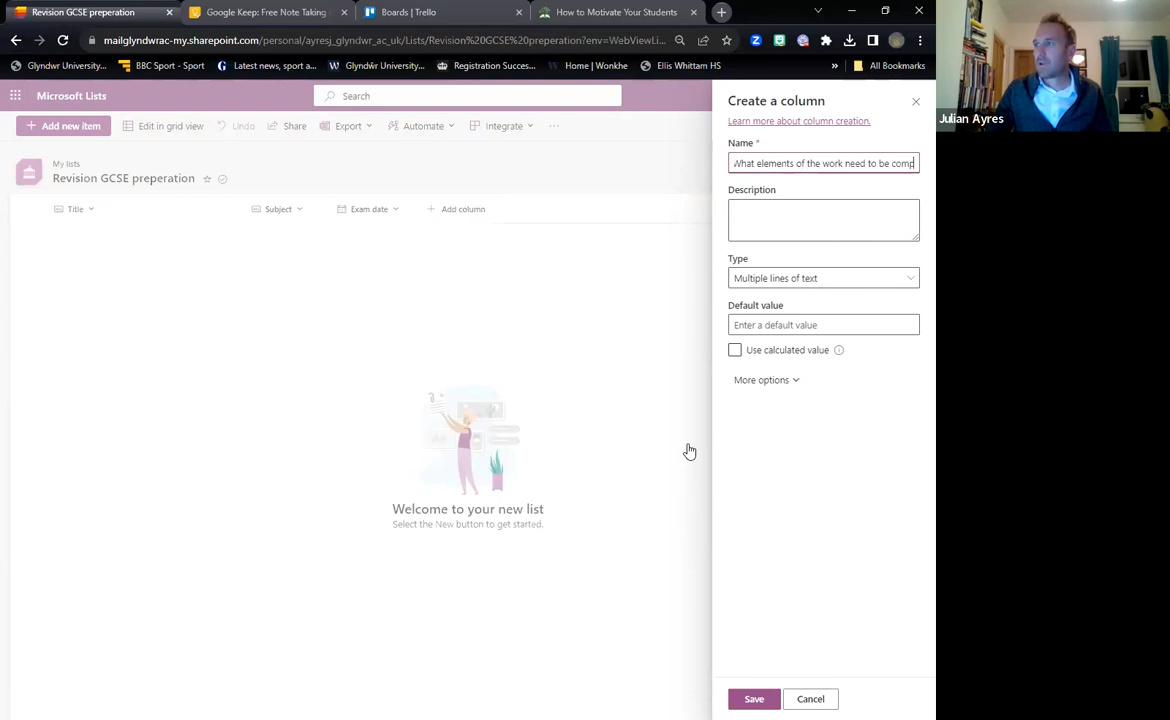 Revision GCSE preperation
Google Keep: Free Note Taking
Boards | Trello
How to Motivate Your Students
mailglyndwrac-my.sharepoint.com/personal/ayresj_glyndwr_ac_uk/Lists/Revision%20GCSE%20preperation?env=WebViewLi...
Glyndŵr University...
BBC Sport - Sport
Latest news, sport a...
Glyndŵr University...
Registration Succes...
Home | Wonkhe
Ellis Whittam HS
»
All Bookmarks
Microsoft Lists
Search
Add new item
Edit in grid view
Undo
Share
Export
Automate
Integrate
...
My lists
Revision GCSE preparation
Title
Subject
Exam date
Add column
Welcome to your new list
Select the New button to get started.
Create a column
Learn more about column creation.
Name *
What elements of the work need to be comp
Description
Type
Multiple lines of text
Default value
Enter a default value
Use calculated value
More options
Save
Cancel
Julian Ayres